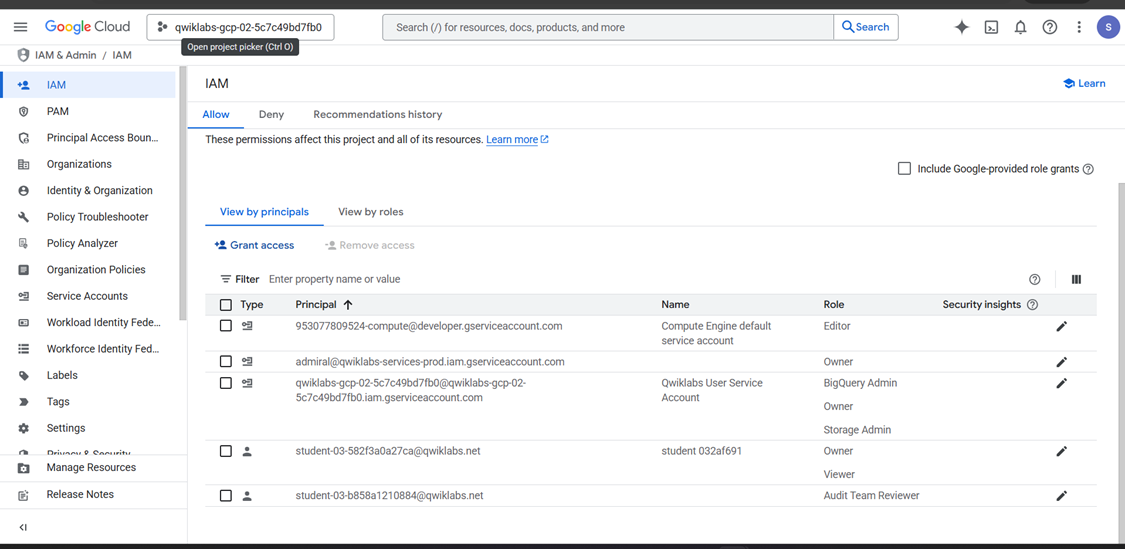 Google Cloud
qwiklabs-gcp-02-5c7c49bd7fb0
Search (/) for resources, docs, products, and more
Search
S
Open project picker (Ctrl O)
IAM & Admin / IAM
IAM
PAM
Principal Access Boun...
Organizations
Identity & Organization
Policy Troubleshooter
Policy Analyzer
Organization Policies
Service Accounts
Workload Identity Fede...
Workforce Identity Fed...
Labels
Tags
Settings
Privacy & Security
Manage Resources
Release Notes
IAM
Learn
Allow
Deny
Recommendations history
These permissions affect this project and all of its resources. Learn more
Include Google-provided role grants
View by principals
View by roles
Grant access
Remove access
Filter Enter property name or value
Type Principal Name Role Security insights
953077809524-compute@developer.gserviceaccount.com Compute Engine default Editor
service account
admiral@qwiklabs-services-prod.iam.gserviceaccount.com Owner
qwiklabs-gcp-02-5c7c49bd7fb0@qwiklabs-gcp-02- Qwiklabs User Service BigQuery Admin
5c7c49bd7fb0.iam.gserviceaccount.com Account
Owner
Storage Admin
student-03-582f3a0a27ca@qwiklabs.net student 032af691 Owner
Viewer
student-03-b858a1210884@qwiklabs.net Audit Team Reviewer